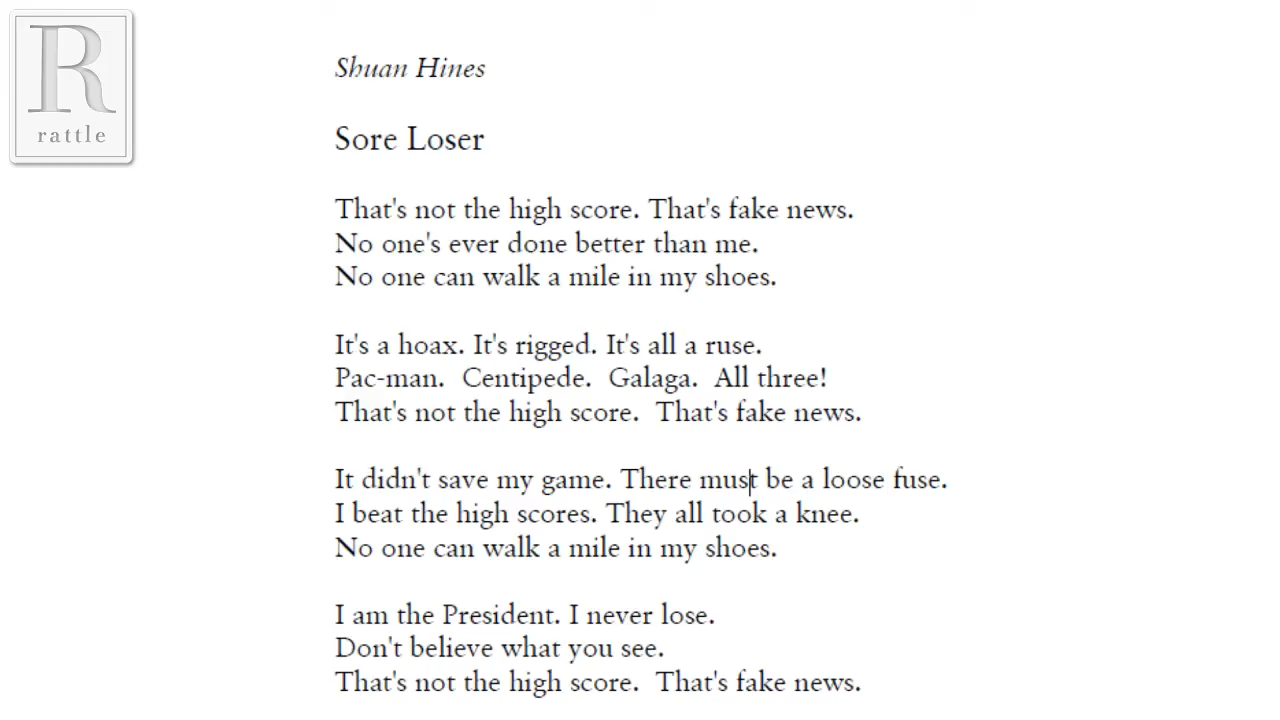 R
rattle
Shuan Hines
Sore Loser
That's not the high score. That's fake news.
No one's ever done better than me.
No one can walk a mile in my shoes.
It's a hoax. It's rigged. It's all a ruse.
Pac-man.  Centipede.  Galaga.  All three!
That's not the high score.  That's fake news.
It didn't save my game. There must be a loose fuse.
I beat the high scores. They all took a knee.
No one can walk a mile in my shoes.
I am the President. I never lose.
Don't believe what you see.
That's not the high score.  That's fake news.